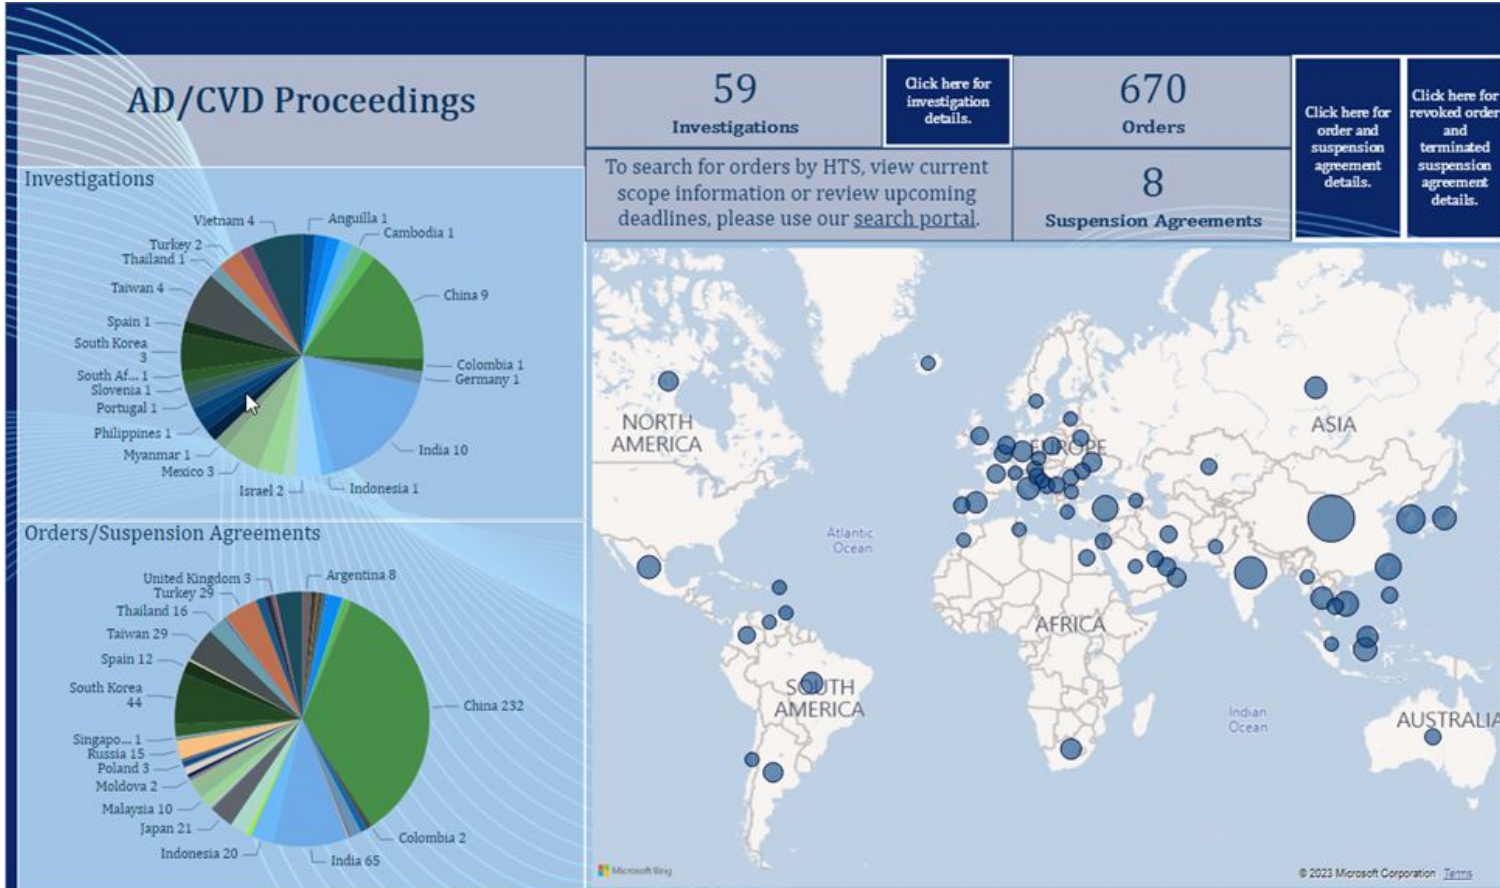 AD/CVD Proceedings
59
Investigations
Click here for
investigation
details.
670
Orders
Click here for
order and
suspension
agreement
details.
Click here for
revoked order
and
terminated
suspension
agreement
details.
To search for orders by HTS, view current
scope information or review upcoming
deadlines, please use our search portal.
8
Suspension Agreements
Investigations
Vietnam 4
Anguilla 1
Turkey 2
Cambodia 1
Thailand 1
Taiwan 4
China 9
Spain 1
South Korea
3
Colombia 1
South Af... 1
Germany 1
Slovenia 1
Portugal 1
Philippines 1
India 10
Myanmar 1
Mexico 3
Israel 2
Indonesia 1
Orders/Suspension Agreements
United Kingdom 3
Argentina 8
Turkey 29
Thailand 16
Taiwan 29
Spain 12
South Korea
44
China 232
Singapo... 1
Russia 15
Poland 3
Moldova 2
Malaysia 10
Japan 21
Colombia 2
Indonesia 20
India 65
NORTH
AMERICA
EUROPE
ASIA
Atlantic
Ocean
AFRICA
SOUTH
AMERICA
Indian
Ocean
AUSTRALIA
Microsoft Bing
© 2023 Microsoft Corporation Terms